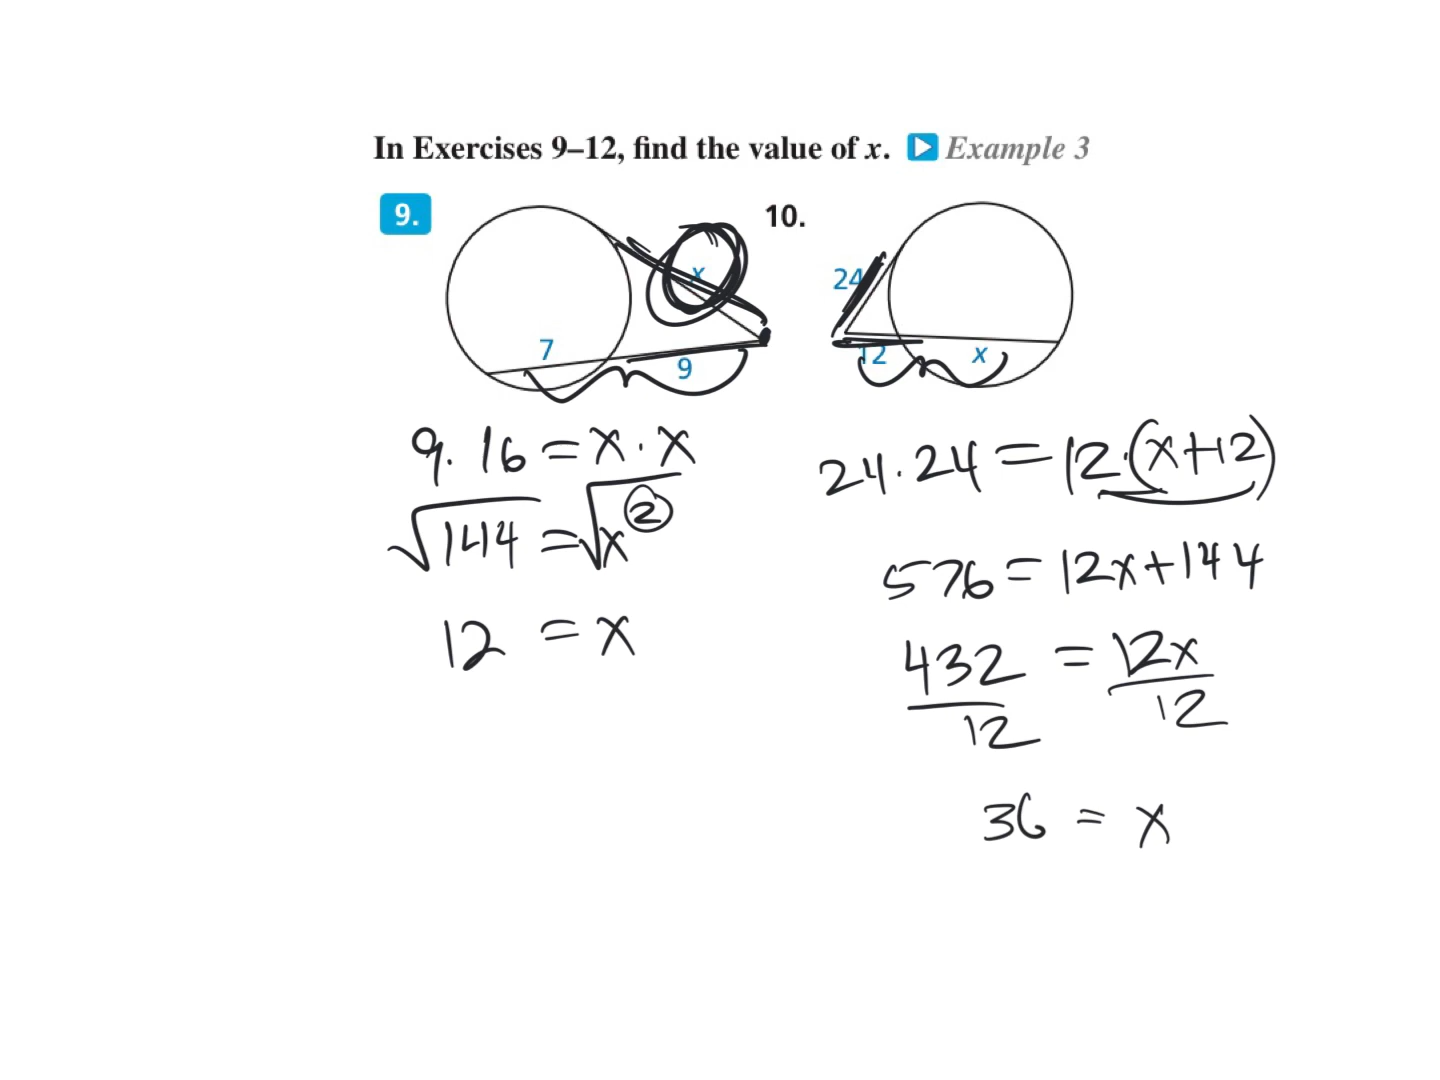 In Exercises 9–12, find the value of x. Example 3
9.
x
7
9
9 · 16 = x · x
√144 = √x²
12 = x
10.
24
12
x
24 · 24 = 12 · (x+12)
576 = 12x+144
432 = 12x
12 12
36 = x